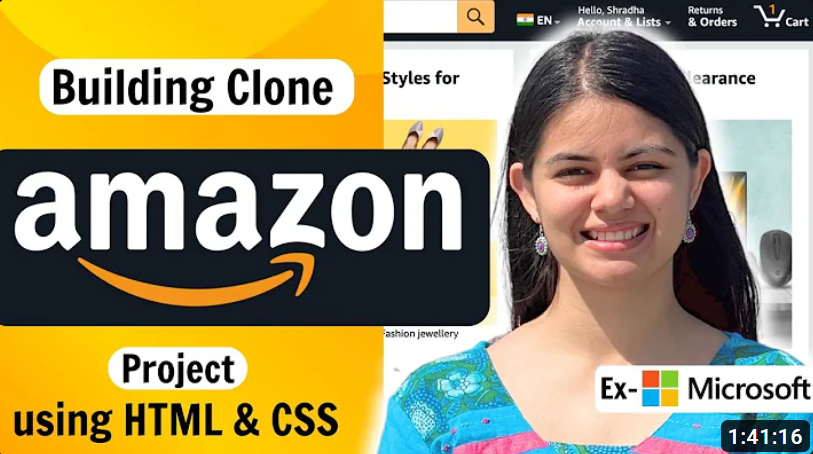 Building Clone
amazon
Project
using HTML & CSS
EN
Hello, Shradha
Account & Lists
Returns
& Orders
1
Cart
Styles for
learance
Fashion jewellery
Ex- Microsoft
1:41:16